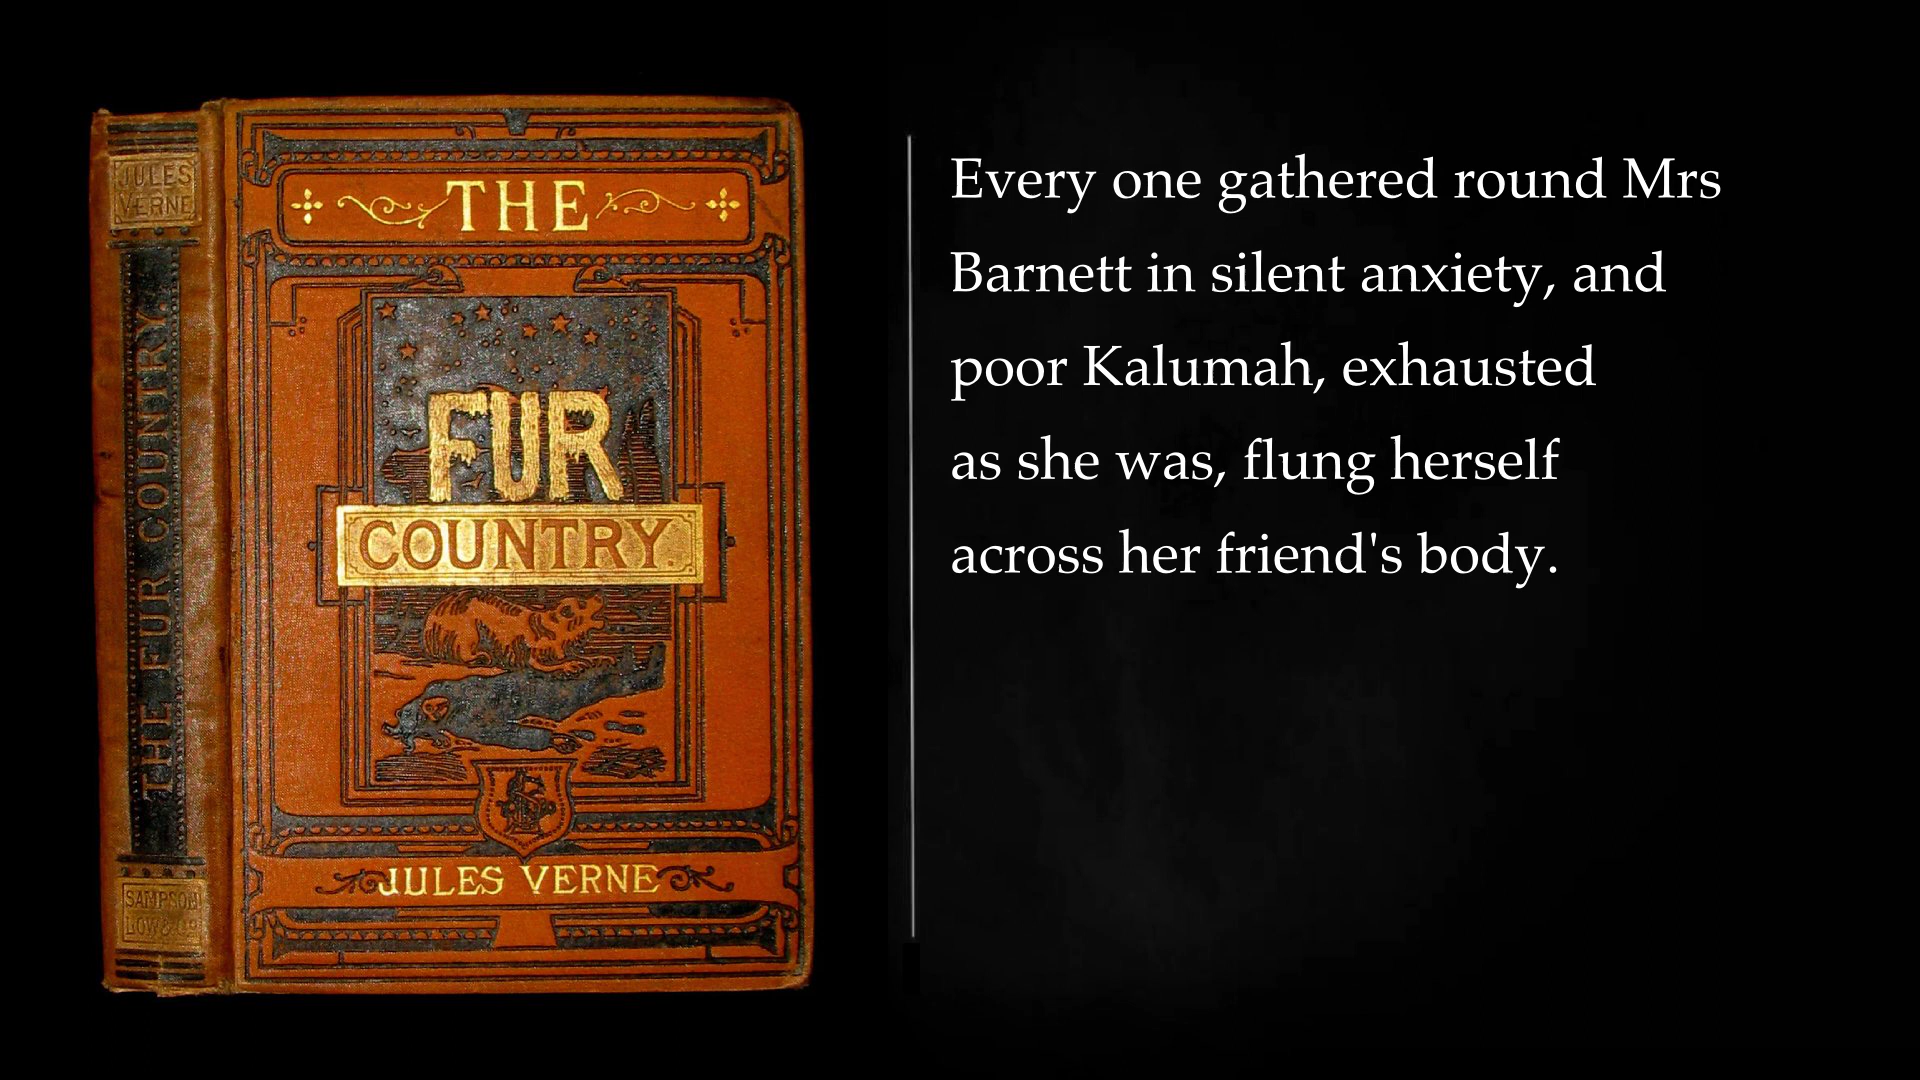 JULES
VERNE
THE FUR COUNTRY.
SAMPSON
LOW & Co
THE
FUR
COUNTRY.
JULES VERNE
Every one gathered round Mrs
Barnett in silent anxiety, and
poor Kalumah, exhausted
as she was, flung herself
across her friend's body.